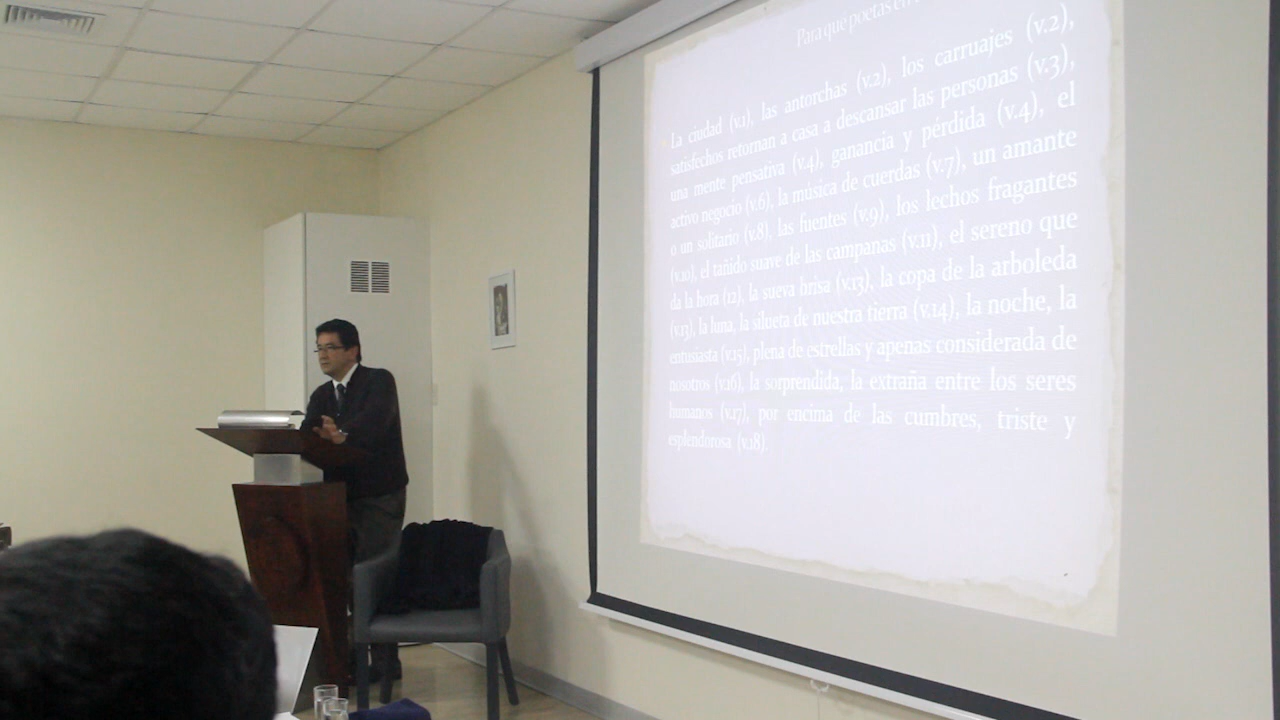 Para que poetas en
La ciudad (v.1), las antorchas (v.2), los carruajes (v.2),
satisfechos retornan a casa a descansar las personas (v.3),
una mente pensativa (v.4), ganancia y pérdida (v.4), el
activo negocio (v.6), la música de cuerdas (v.7), un amante
o un solitario (v.8), las fuentes (v.9), los lechos fragantes
(v.10), el tañido suave de las campanas (v.11), el sereno que
da la hora (12), la sueva brisa (v.13), la copa de la arboleda
(v.13), la luna, la silueta de nuestra tierra (v.14), la noche, la
entusiasta (v.15), plena de estrellas y apenas considerada de
nosotros (v.16), la sorprendida, la extraña entre los seres
humanos (v.17), por encima de las cumbres, triste y
esplendorosa (v.18).